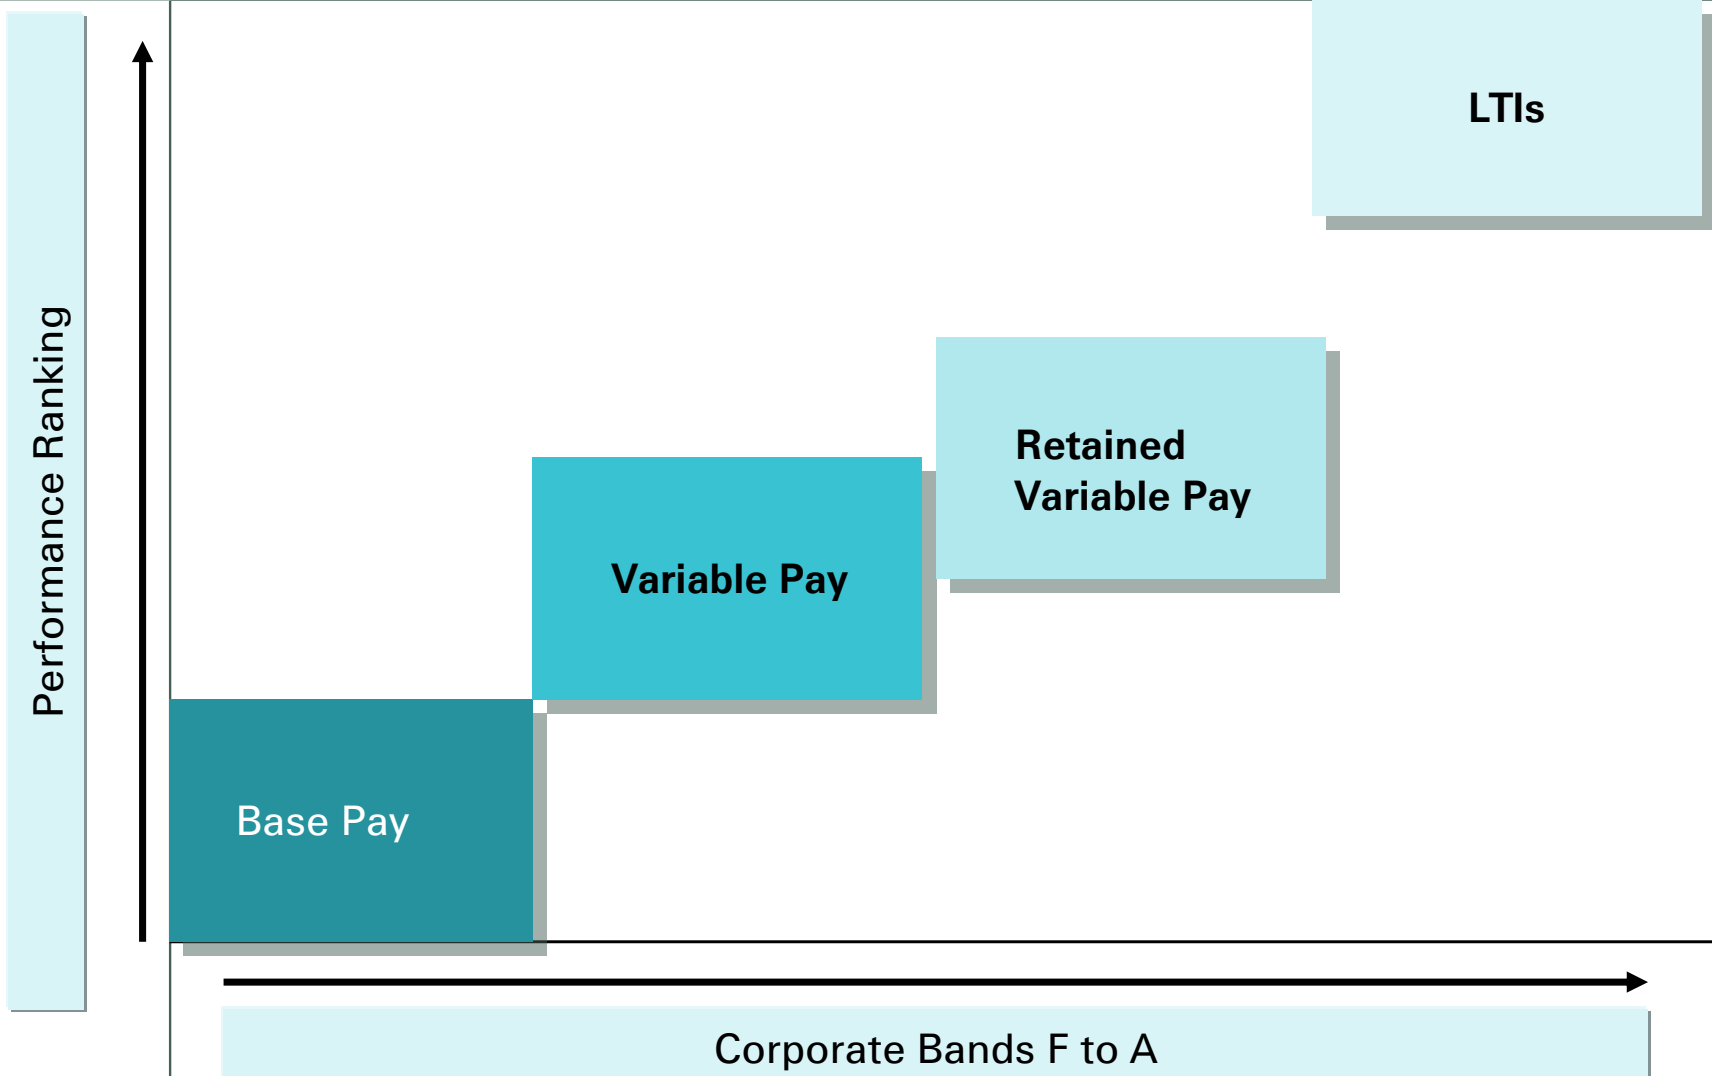 LTIs
Performance Ranking
Retained
Variable Pay
Variable Pay
Base Pay
Corporate Bands F to A